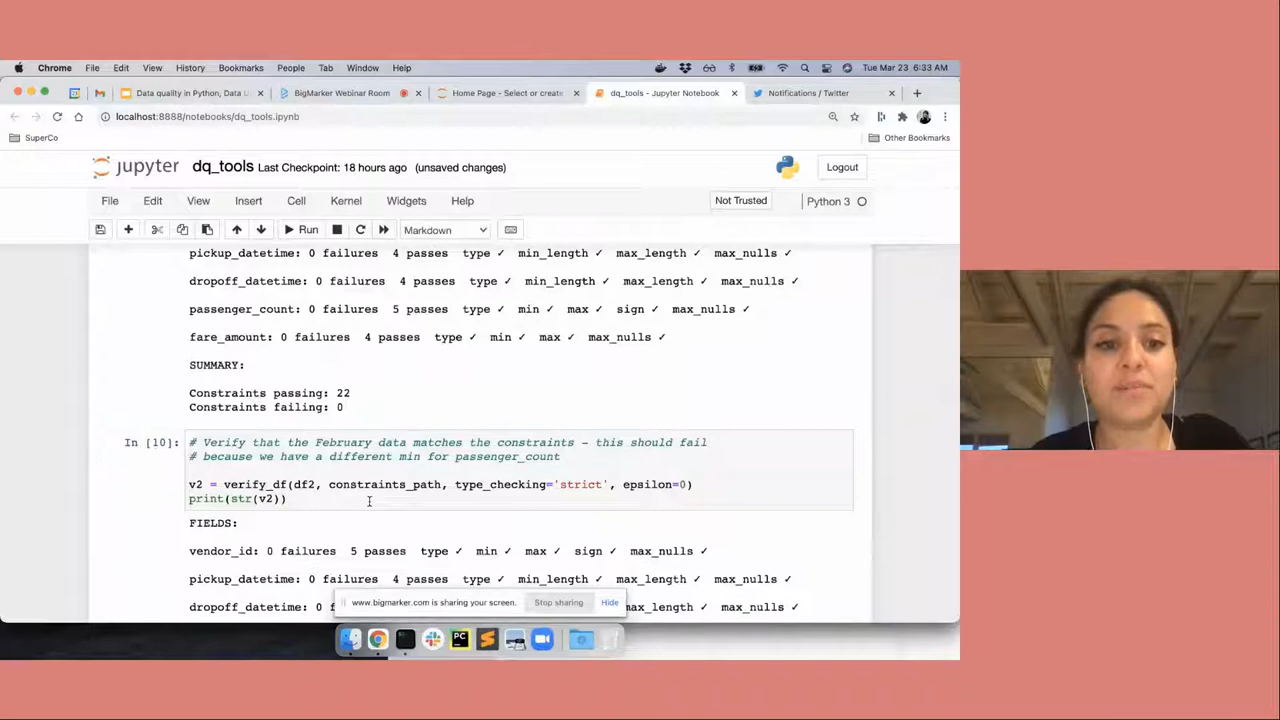 Chrome File Edit View History Bookmarks People Tab Window Help Tue Mar 23 6:33 AM
Data quality in Python, Data U BigMarker Webinar Room Home Page - Select or create dq_tools - Jupyter Notebook Notifications / Twitter
localhost:8888/notebooks/dq_tools.ipynb
SuperCo Other Bookmarks
jupyter dq_tools Last Checkpoint: 18 hours ago (unsaved changes) Logout
File Edit View Insert Cell Kernel Widgets Help Not Trusted Python 3
Run Markdown
pickup_datetime: 0 failures 4 passes type ✓ min_length ✓ max_length ✓ max_nulls ✓
dropoff_datetime: 0 failures 4 passes type ✓ min_length ✓ max_length ✓ max_nulls ✓
passenger_count: 0 failures 5 passes type ✓ min ✓ max ✓ sign ✓ max_nulls ✓
fare_amount: 0 failures 4 passes type ✓ min ✓ max ✓ max_nulls ✓
SUMMARY:
Constraints passing: 22
Constraints failing: 0
In [10]: # Verify that the February data matches the constraints - this should fail
# because we have a different min for passenger_count
v2 = verify_df(df2, constraints_path, type_checking='strict', epsilon=0)
print(str(v2))
FIELDS:
vendor_id: 0 failures 5 passes type ✓ min ✓ max ✓ sign ✓ max_nulls ✓
pickup_datetime: 0 failures 4 passes type ✓ min_length ✓ max_length ✓ max_nulls ✓
dropoff_datetime: 0 f max_length ✓ max_nulls ✓
www.bigmarker.com is sharing your screen. Stop sharing Hide
PC